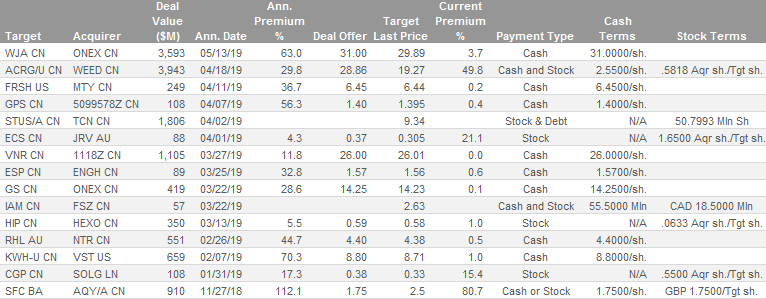 Target Acquirer Deal Value ($M) Ann. Date Ann. Premium % Deal Offer Target Last Price Current Premium % Payment Type Cash Terms Stock Terms
WJA CN ONEX CN 3,593 05/13/19 63.0 31.00 29.89 3.7 Cash 31.0000/sh.
ACRG/U CN WEED CN 3,943 04/18/19 29.8 28.86 19.27 49.8 Cash and Stock 2.5500/sh. .5818 Aqr sh./Tgt sh.
FRSH US MTY CN 249 04/11/19 36.7 6.45 6.44 0.2 Cash 6.4500/sh.
GPS CN 5099578Z CN 108 04/07/19 56.3 1.40 1.395 0.4 Cash 1.4000/sh.
STUS/A CN TCN CN 1,806 04/02/19 9.34 Stock & Debt N/A 50.7993 Mln Sh
ECS CN JRV AU 88 04/01/19 4.3 0.37 0.305 21.1 Stock N/A 1.6500 Aqr sh./Tgt sh.
VNR CN 1118Z CN 1,105 03/27/19 11.8 26.00 26.01 0.0 Cash 26.0000/sh.
ESP CN ENGH CN 89 03/25/19 32.8 1.57 1.56 0.6 Cash 1.5700/sh.
GS CN ONEX CN 419 03/22/19 28.6 14.25 14.23 0.1 Cash 14.2500/sh.
IAM CN FSZ CN 57 03/22/19 2.63 Cash and Stock 55.5000 Mln CAD 18.5000 Mln
HIP CN HEXO CN 350 03/13/19 5.5 0.59 0.58 1.0 Stock N/A .0633 Aqr sh./Tgt sh.
RHL AU NTR CN 551 02/26/19 44.7 4.40 4.38 0.5 Cash 4.4000/sh.
KWH-U CN VST US 659 02/07/19 70.3 8.80 8.71 1.0 Cash 8.8000/sh.
CGP CN SOLG LN 108 01/31/19 17.3 0.38 0.33 15.4 Stock N/A .5500 Aqr sh./Tgt sh.
SFC BA AQY/A CN 910 11/27/18 112.1 1.75 2.5 80.7 Cash or Stock 1.7500/sh. GBP 1.7500/Tgt sh.